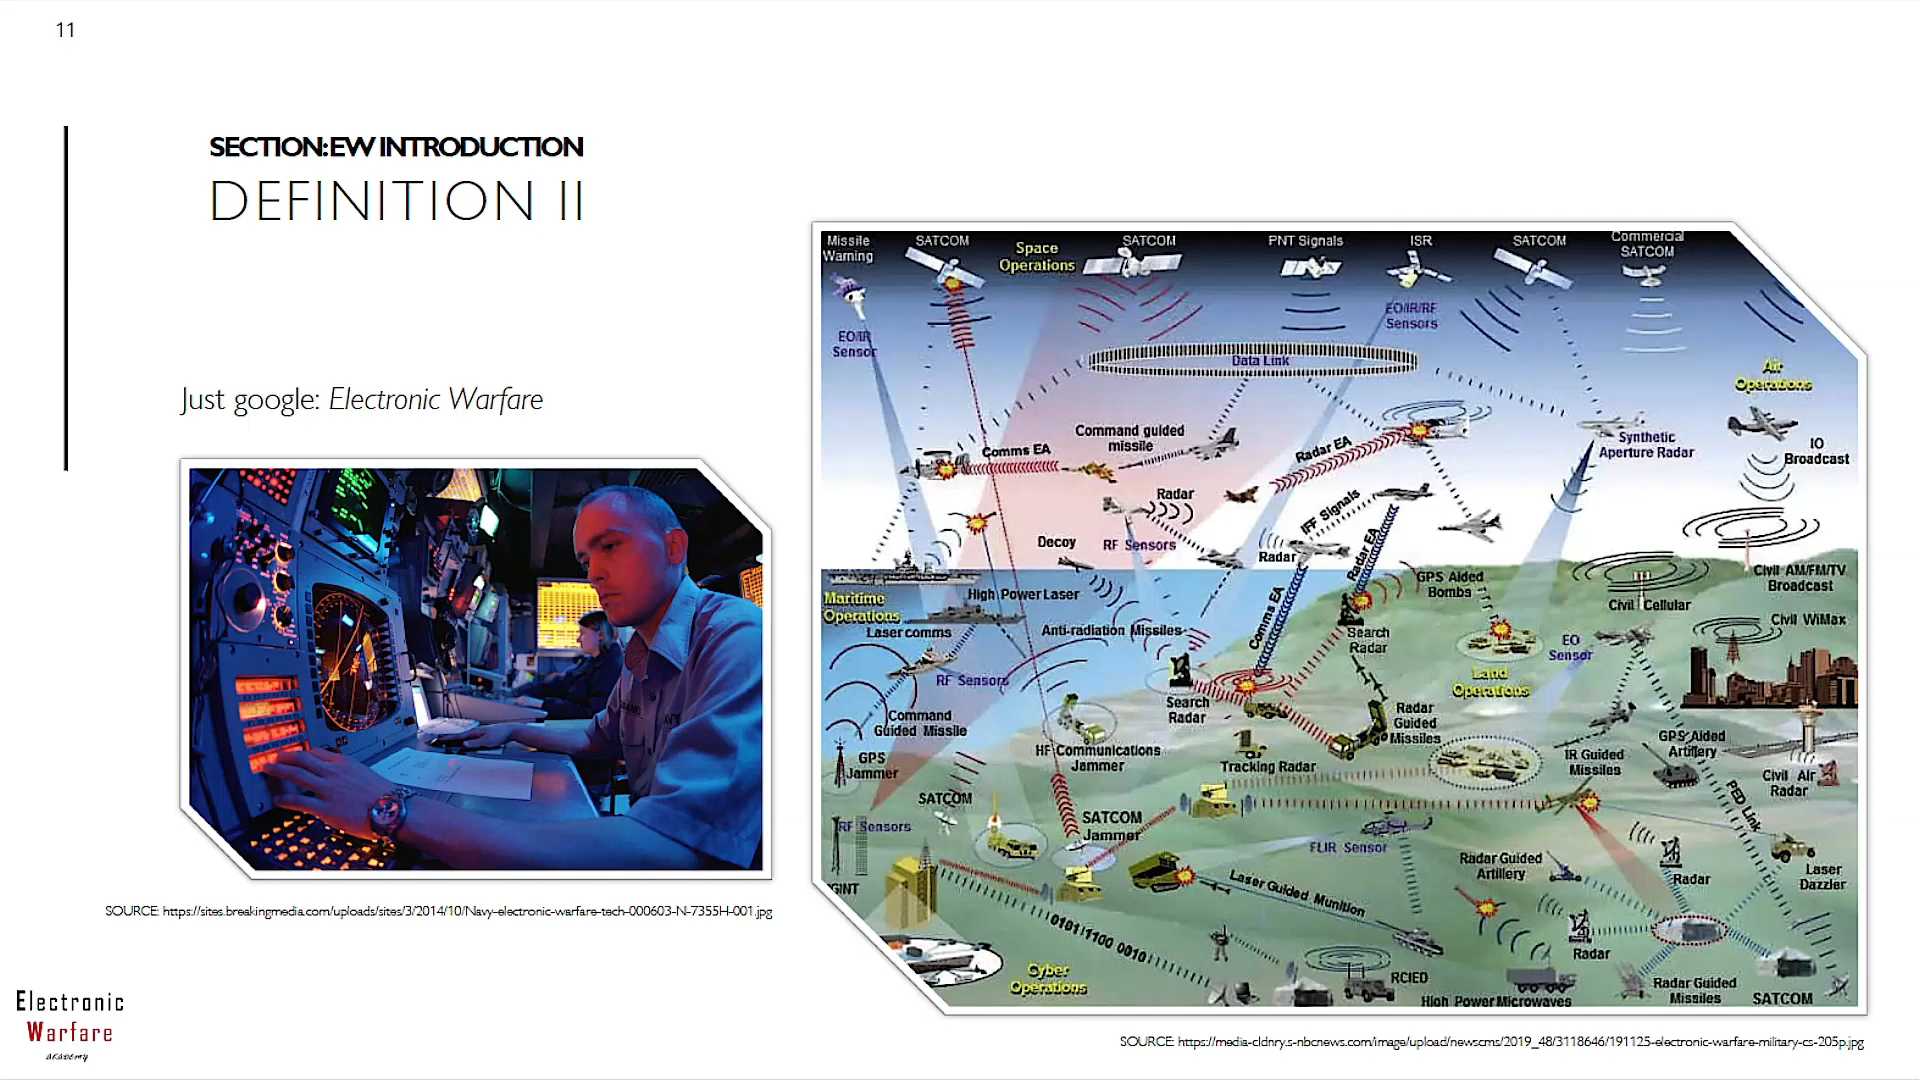 11
SECTION: EW INTRODUCTION
DEFINITION II
Just google: Electronic Warfare
SOURCE: https://sites.breakingmedia.com/uploads/sites/3/2014/10/Navy-electronic-warfare-tech-000603-N-7355H-001.jpg
Electronic
Warfare
academy
Missile
Warning
SATCOM
Space
Operations
SATCOM
PNT Signals
ISR
SATCOM
Commercial
SATCOM
EO/IR
Sensor
EO/IR/RF
Sensors
Data Link
Air
Operations
Comms EA
Command guided
missile
Radar EA
Synthetic
Aperture Radar
IO
Broadcast
Radar
IFF Signals
Decoy
RF Sensors
Radar
Radar EA
GPS Aided
Bombs
Civil AM/FM/TV
Broadcast
Maritime
Operations
High Power Laser
Comms EA
Civil Cellular
Civil WiMax
Laser comms
Anti-radiation Missiles
Search
Radar
EO
Sensor
RF Sensors
Land
Operations
Search
Radar
Command
Guided Missile
Radar
Guided
Missiles
GPS
Jammer
HF Communications
Jammer
Tracking Radar
IR Guided
Missiles
GPS Aided
Artillery
Civil Air
Radar
SATCOM
PED Link
RF Sensors
SATCOM
Jammer
FLIR Sensor
Radar Guided
Artillery
Radar
Laser
Dazzler
Laser Guided Munition
0101/1100 0010
Radar
Cyber
Operations
RCIED
High Power Microwaves
Radar Guided
Missiles
SATCOM
SOURCE: https://media-cldnry.s-nbcnews.com/image/upload/newscms/2019_48/3118646/191125-electronic-warfare-military-cs-205p.jpg